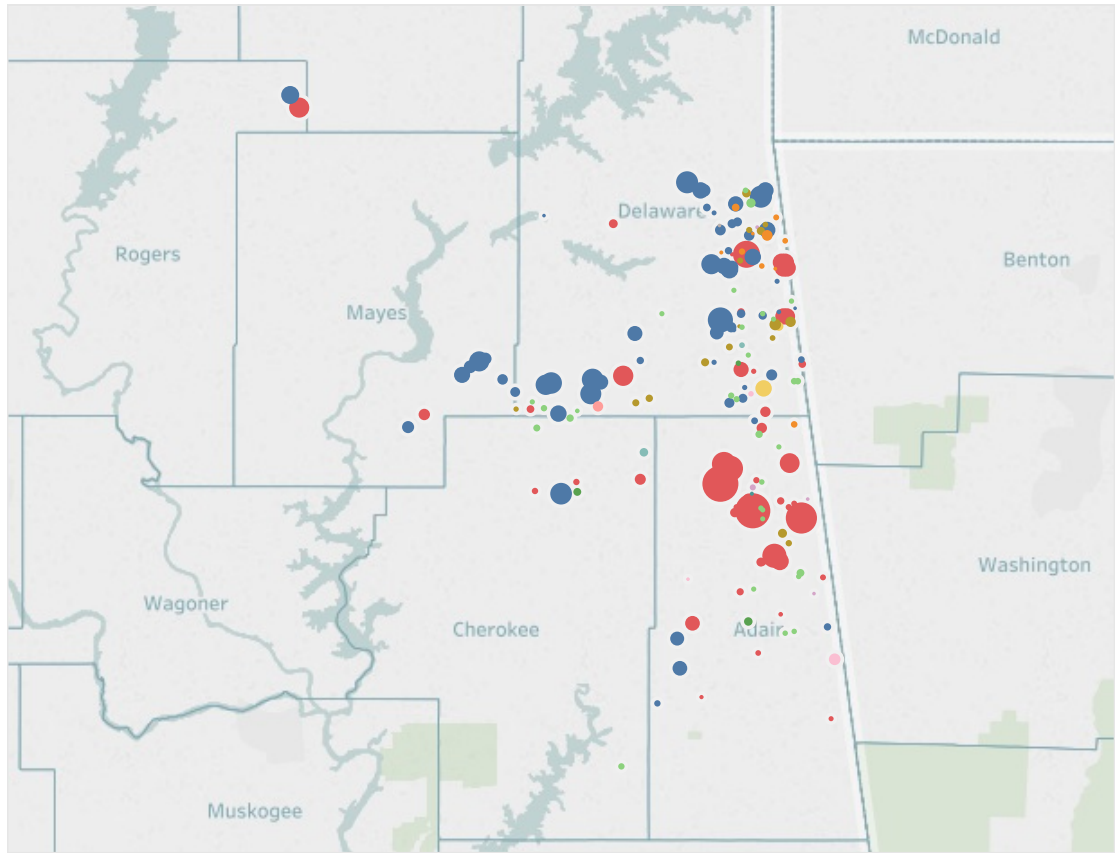 McDonald
Delaware
Rogers
Benton
Mayes
Washington
Wagoner
Cherokee
Adair
Muskogee